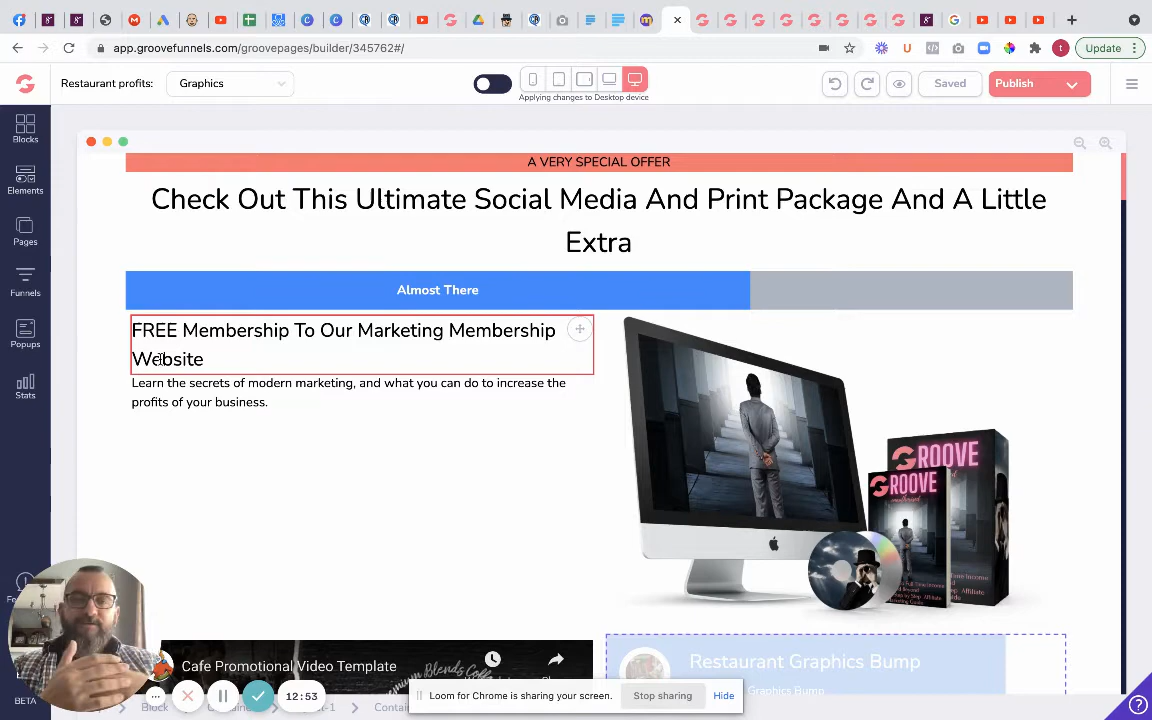 app.groovefunnels.com/groovepages/builder/345762#/
Update
Restaurant profits:
Graphics
Applying changes to Desktop device
Saved
Publish
Blocks
Elements
Pages
Funnels
Popups
Stats
BETA
A VERY SPECIAL OFFER
Check Out This Ultimate Social Media And Print Package And A Little
Extra
Almost There
FREE Membership To Our Marketing Membership
Website
Learn the secrets of modern marketing, and what you can do to increase the
profits of your business.
GROOVE
GROOVE
Cafe Promotional Video Template
Restaurant Graphics Bump
Graphics Bump
12:53
Loom for Chrome is sharing your screen.
Stop sharing
Hide
Block